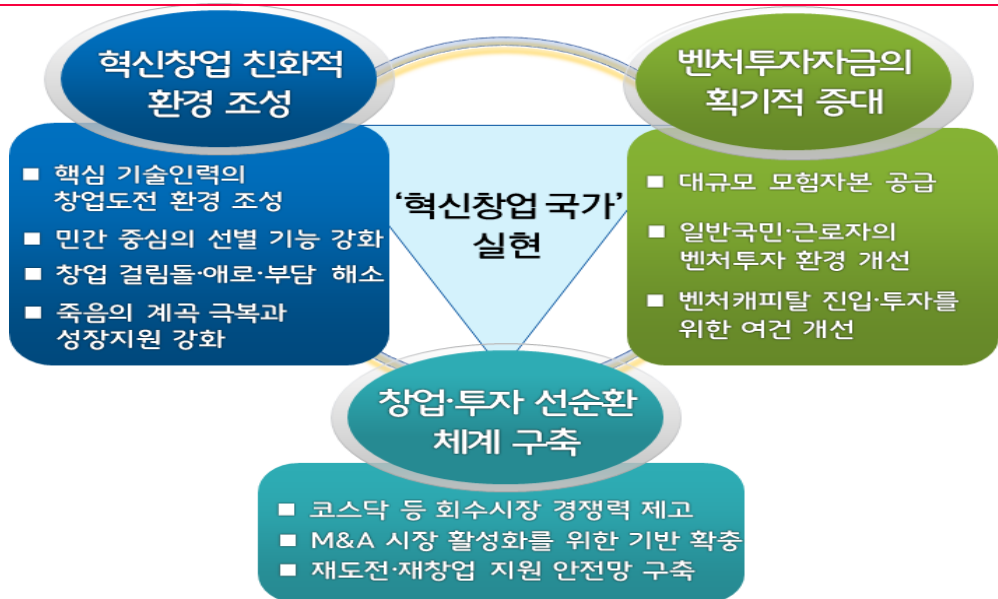 혁신창업 친화적
환경 조성
■ 핵심 기술인력의
창업도전 환경 조성
■ 민간 중심의 선별 기능 강화
■ 창업 걸림돌·애로·부담 해소
■ 죽음의 계곡 극복과
성장지원 강화
‘혁신창업 국가’
실현
벤처투자자금의
획기적 증대
■ 대규모 모험자본 공급
■ 일반국민·근로자의
벤처투자 환경 개선
■ 벤처캐피탈 진입·투자를
위한 여건 개선
창업·투자 선순환
체계 구축
■ 코스닥 등 회수시장 경쟁력 제고
■ M&A 시장 활성화를 위한 기반 확충
■ 재도전·재창업 지원 안전망 구축